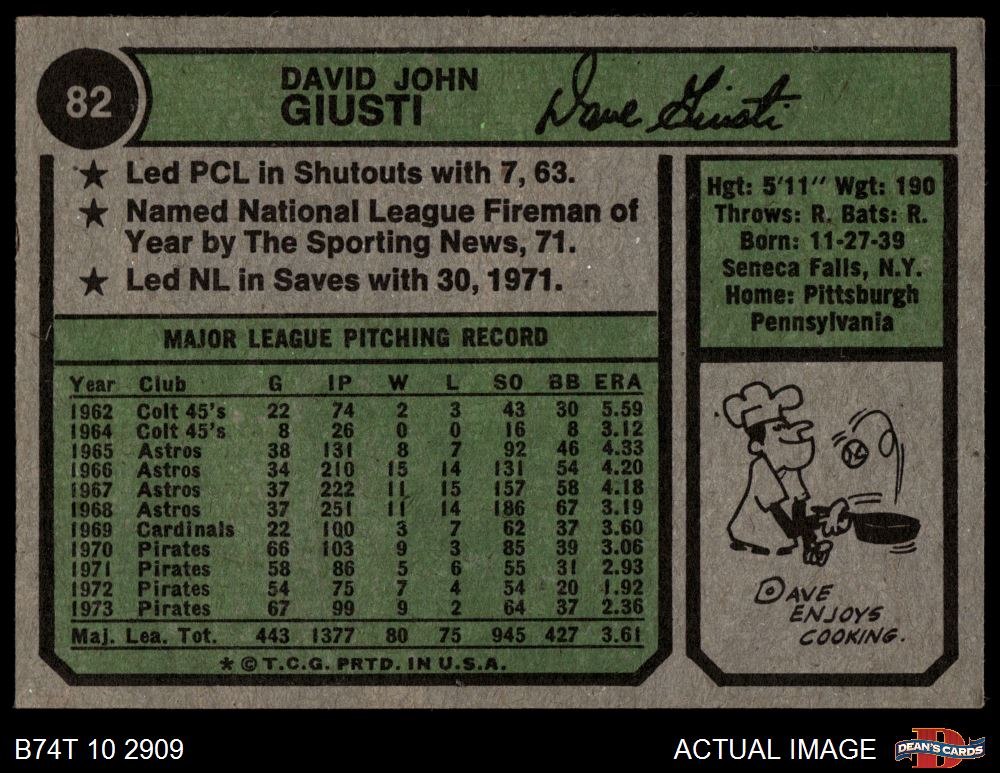 82
DAVID JOHN
GIUSTI
Dave Giusti
★ Led PCL in Shutouts with 7, 63.
★ Named National League Fireman of
Year by The Sporting News, 71.
★ Led NL in Saves with 30, 1971.
Hgt: 5'11" Wgt: 190
Throws: R. Bats: R.
Born: 11-27-39
Seneca Falls, N.Y.
Home: Pittsburgh
Pennsylvania
MAJOR LEAGUE PITCHING RECORD
Year Club G IP W L SO BB ERA
1962 Colt 45's 22 74 2 3 43 30 5.59
1964 Colt 45's 8 26 0 0 16 8 3.12
1965 Astros 38 131 8 7 92 46 4.33
1966 Astros 34 210 15 14 131 54 4.20
1967 Astros 37 222 11 15 157 58 4.18
1968 Astros 37 251 11 14 186 67 3.19
1969 Cardinals 22 100 3 7 62 37 3.60
1970 Pirates 66 103 9 3 85 39 3.06
1971 Pirates 58 86 5 6 55 31 2.93
1972 Pirates 54 75 7 4 54 20 1.92
1973 Pirates 67 99 9 2 64 37 2.36
Maj. Lea. Tot. 443 1377 80 75 945 427 3.61
* © T.C.G. PRTD. IN U.S.A.
DAVE
ENJOYS
COOKING.
B74T 10 2909
ACTUAL IMAGE
DEAN'S CARDS